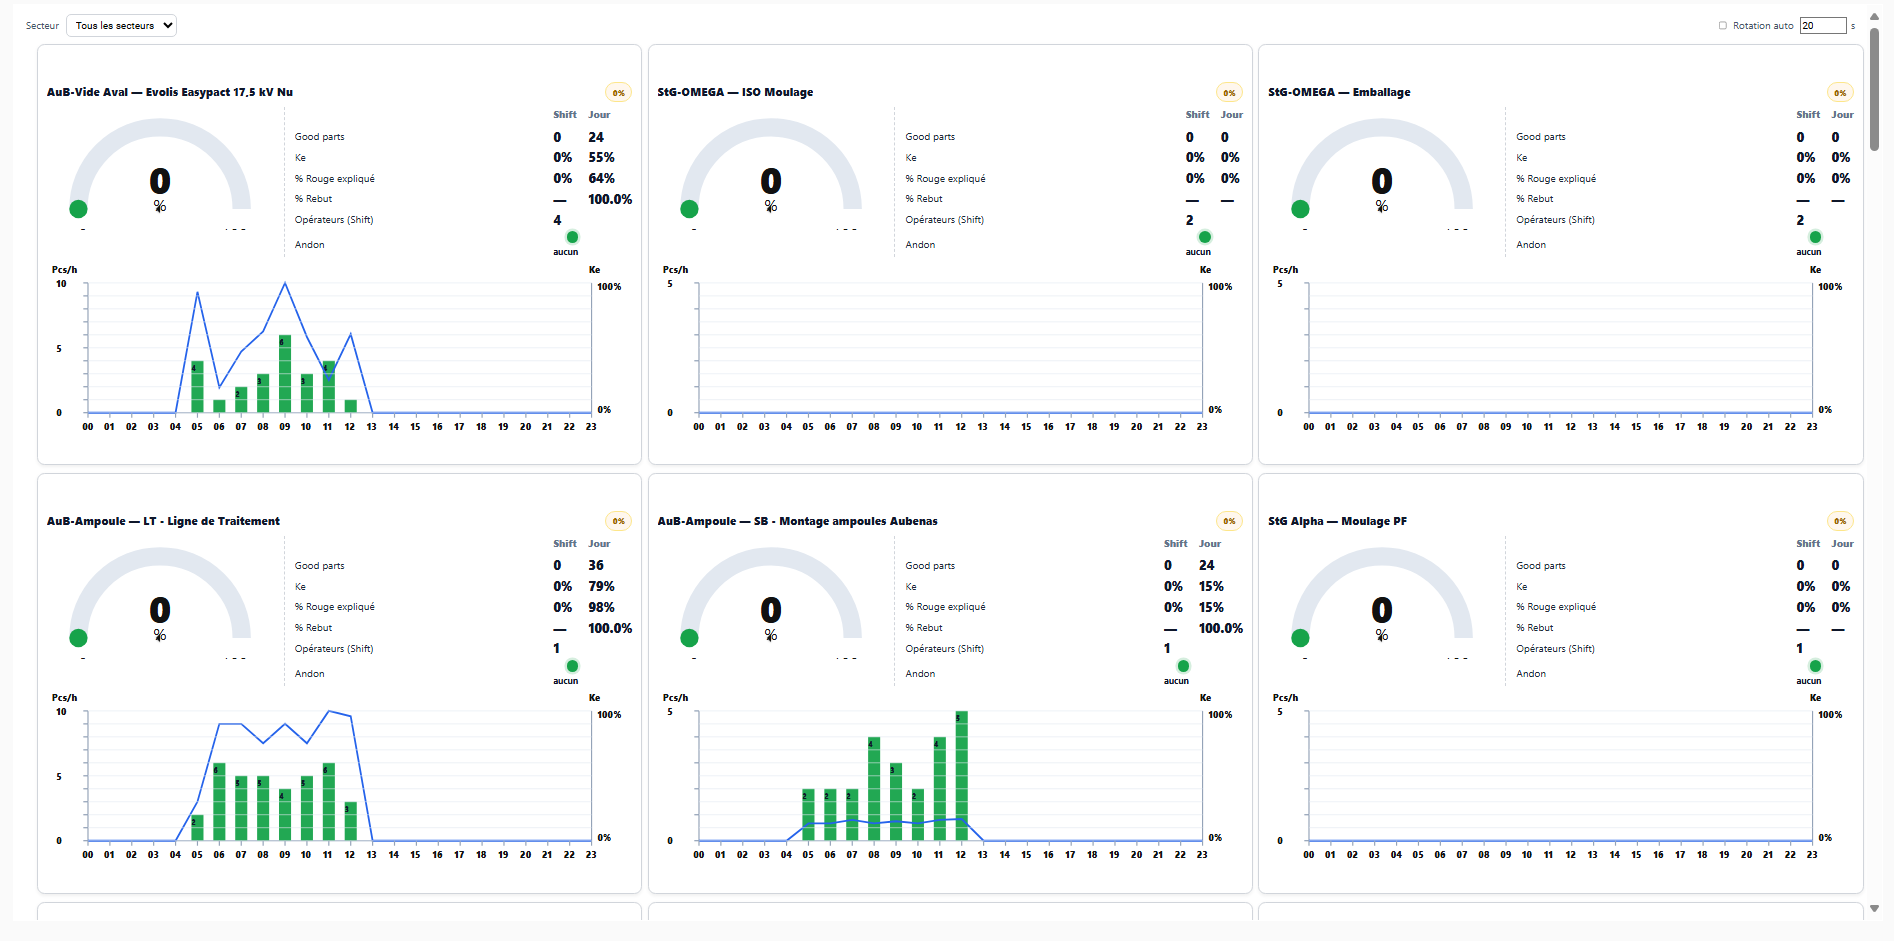 Secteur Tous les secteurs Rotation auto 20 s
AuB-Vide Aval — Evolis Easypact 17,5 kV Nu 0%
Shift Jour
Good parts 0 24
Ke 0% 55%
% Rouge expliqué 0% 64%
% Rebut — 100.0%
Opérateurs (Shift) 4
Andon aucun
0
%
Pcs/h Ke
10 100%
5
0 0%
4 2 3 6 3 4
00 01 02 03 04 05 06 07 08 09 10 11 12 13 14 15 16 17 18 19 20 21 22 23
StG-OMEGA — ISO Moulage 0%
Shift Jour
Good parts 0 0
Ke 0% 0%
% Rouge expliqué 0% 0%
% Rebut — —
Opérateurs (Shift) 2
Andon aucun
0
%
Pcs/h Ke
5 100%
0 0%
00 01 02 03 04 05 06 07 08 09 10 11 12 13 14 15 16 17 18 19 20 21 22 23
StG-OMEGA — Emballage 0%
Shift Jour
Good parts 0 0
Ke 0% 0%
% Rouge expliqué 0% 0%
% Rebut — —
Opérateurs (Shift) 2
Andon aucun
0
%
Pcs/h Ke
5 100%
0 0%
00 01 02 03 04 05 06 07 08 09 10 11 12 13 14 15 16 17 18 19 20 21 22 23
AuB-Ampoule — LT - Ligne de Traitement 0%
Shift Jour
Good parts 0 36
Ke 0% 79%
% Rouge expliqué 0% 98%
% Rebut — 100.0%
Opérateurs (Shift) 1
Andon aucun
0
%
Pcs/h Ke
10 100%
5
0 0%
2 6 5 5 4 5 6 3
00 01 02 03 04 05 06 07 08 09 10 11 12 13 14 15 16 17 18 19 20 21 22 23
AuB-Ampoule — SB - Montage ampoules Aubenas 0%
Shift Jour
Good parts 0 24
Ke 0% 15%
% Rouge expliqué 0% 15%
% Rebut — 100.0%
Opérateurs (Shift) 1
Andon aucun
0
%
Pcs/h Ke
5 100%
0 0%
2 2 2 4 3 2 4 5
00 01 02 03 04 05 06 07 08 09 10 11 12 13 14 15 16 17 18 19 20 21 22 23
StG Alpha — Moulage PF 0%
Shift Jour
Good parts 0 0
Ke 0% 0%
% Rouge expliqué 0% 0%
% Rebut — —
Opérateurs (Shift) 1
Andon aucun
0
%
Pcs/h Ke
5 100%
0 0%
00 01 02 03 04 05 06 07 08 09 10 11 12 13 14 15 16 17 18 19 20 21 22 23